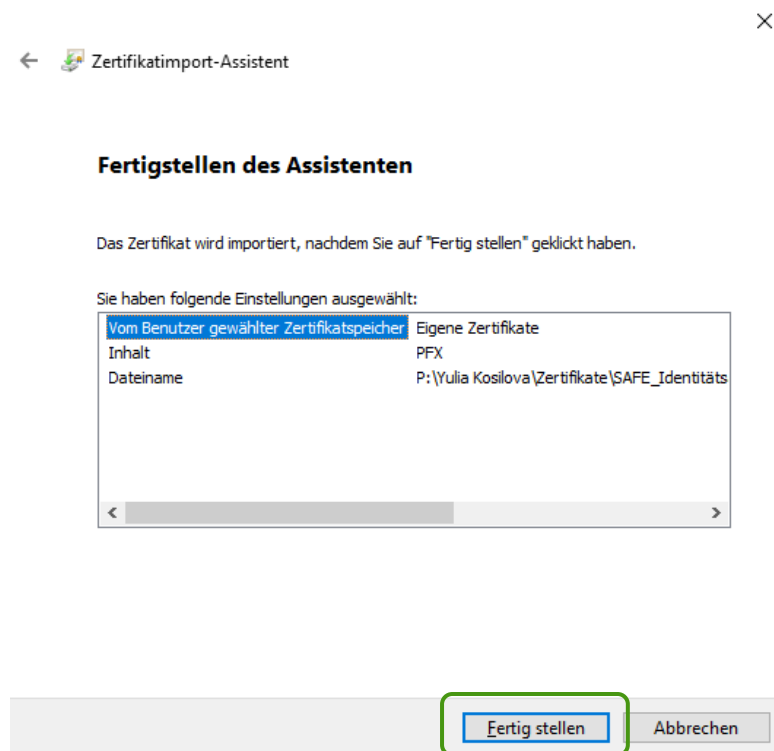 Zertifikatimport-Assistent
Fertigstellen des Assistenten
Das Zertifikat wird importiert, nachdem Sie auf "Fertig stellen" geklickt haben.
Sie haben folgende Einstellungen ausgewählt:
Vom Benutzer gewählter Zertifikatspeicher Eigene Zertifikate
Inhalt PFX
Dateiname P:\Yulia Kosilova\Zertifikate\SAFE_Identitäts
Fertig stellen Abbrechen